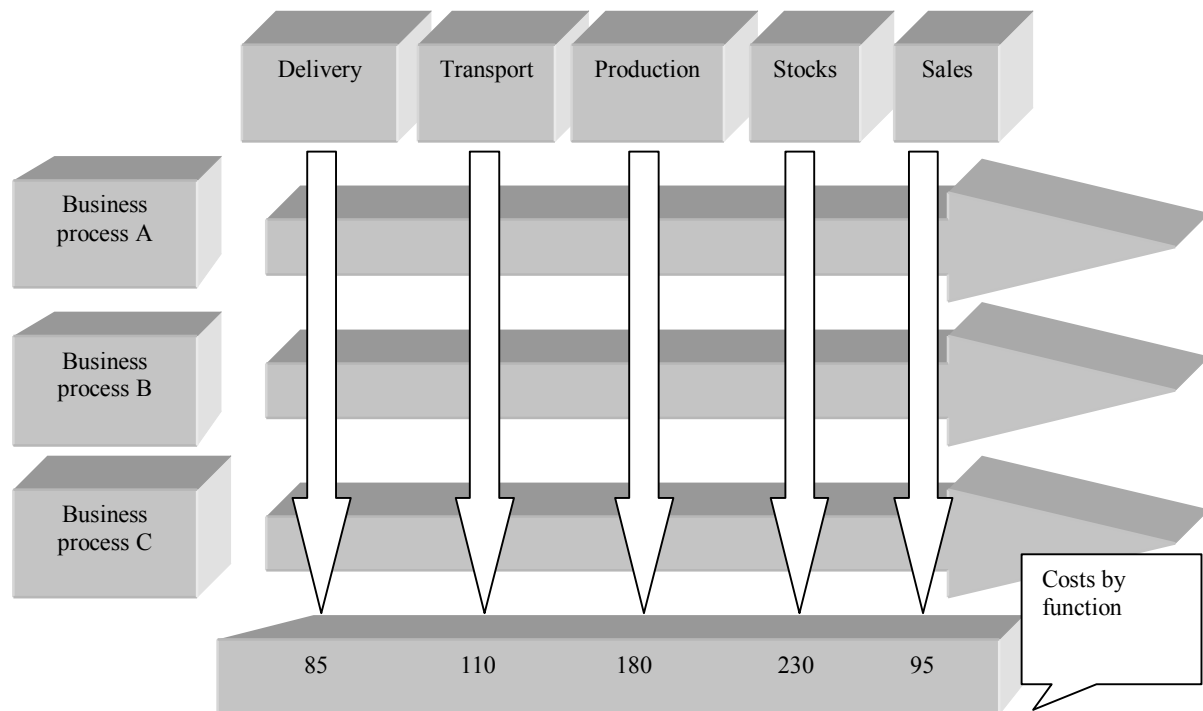 Delivery
Transport
Production
Stocks
Sales
Business
process A
Business
process B
Business
process C
Costs by
function
85
110
180
230
95